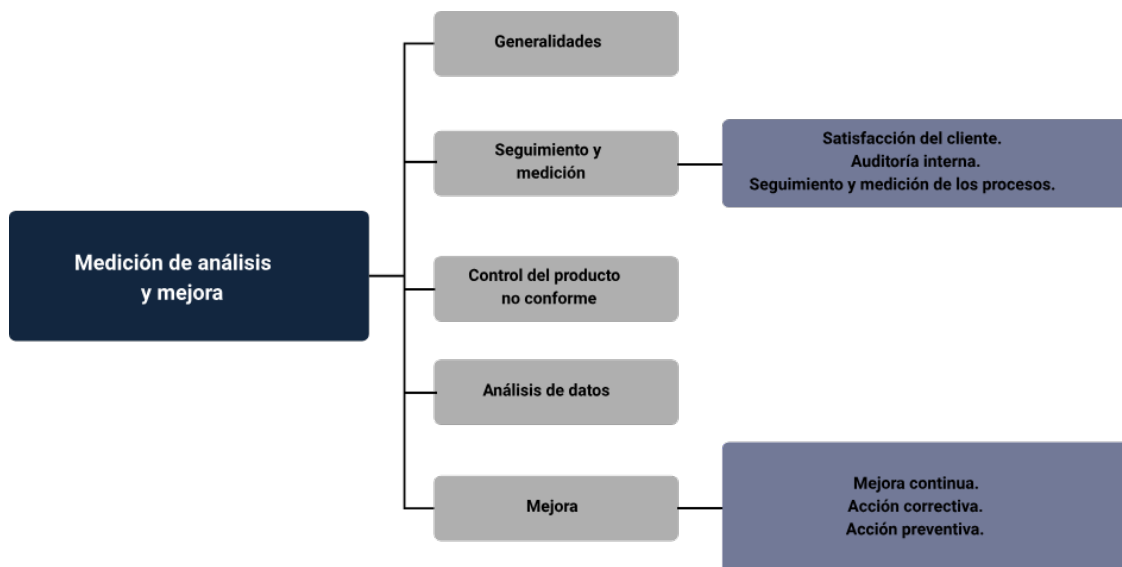 Generalidades
Seguimiento y
medición
Satisfacción del cliente.
Auditoría interna.
Seguimiento y medición de los procesos.
Medición de análisis
y mejora
Control del producto
no conforme
Análisis de datos
Mejora
Mejora continua.
Acción correctiva.
Acción preventiva.